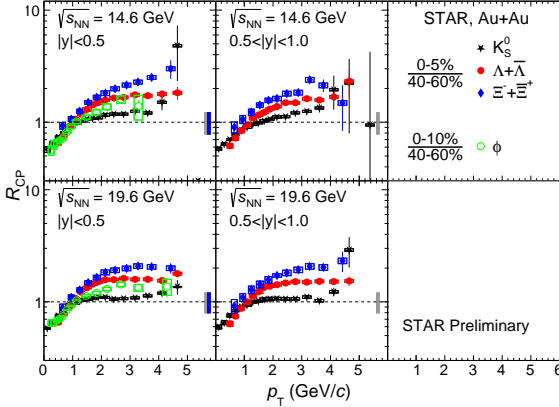 √sNN = 14.6 GeV
|y|<0.5
√sNN = 14.6 GeV
0.5<|y|<1.0
STAR, Au+Au
0-5%
40-60%
K⁰S
Λ+Λ̅
Ξ⁻+Ξ̅⁺
0-10%
40-60%
ϕ
10
1
RCP
√sNN = 19.6 GeV
|y|<0.5
√sNN = 19.6 GeV
0.5<|y|<1.0
10
1
STAR Preliminary
0 1 2 3 4 5 0 1 2 3 4 5 0 1 2 3 4 5 6
pT (GeV/c)